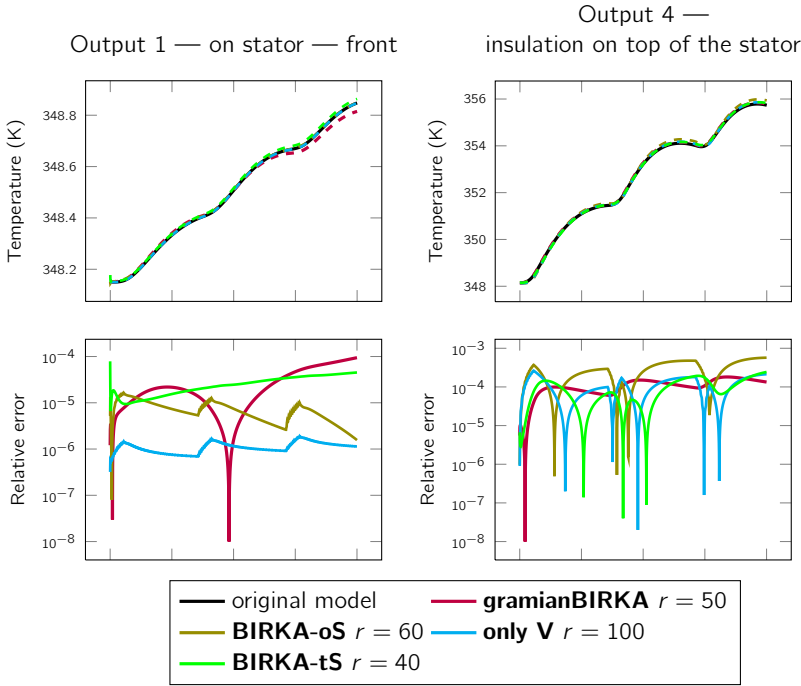 Output 1 — on stator — front
Output 4 —
insulation on top of the stator
Temperature (K)
348.8
348.6
348.4
348.2
Temperature (K)
356
354
352
350
348
Relative error
10⁻⁴
10⁻⁵
10⁻⁶
10⁻⁷
10⁻⁸
Relative error
10⁻³
10⁻⁴
10⁻⁵
10⁻⁶
10⁻⁷
10⁻⁸
original model
gramianBIRKA r = 50
BIRKA-oS r = 60
only V r = 100
BIRKA-tS r = 40